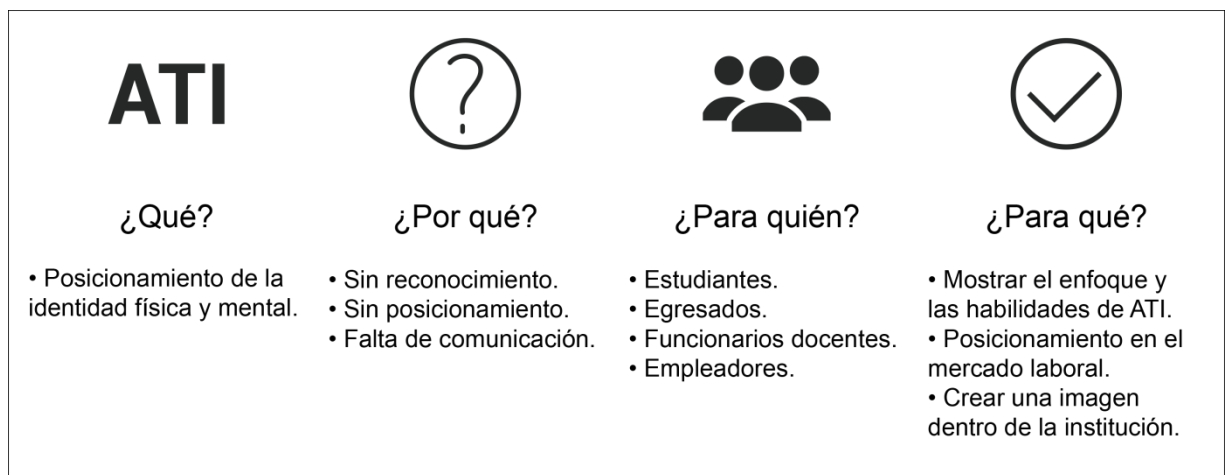 ATI
¿Qué?
• Posicionamiento de la
identidad física y mental.
¿Por qué?
• Sin reconocimiento.
• Sin posicionamiento.
• Falta de comunicación.
¿Para quién?
• Estudiantes.
• Egresados.
• Funcionarios docentes.
• Empleadores.
¿Para qué?
• Mostrar el enfoque y
las habilidades de ATI.
• Posicionamiento en el
mercado laboral.
• Crear una imagen
dentro de la institución.